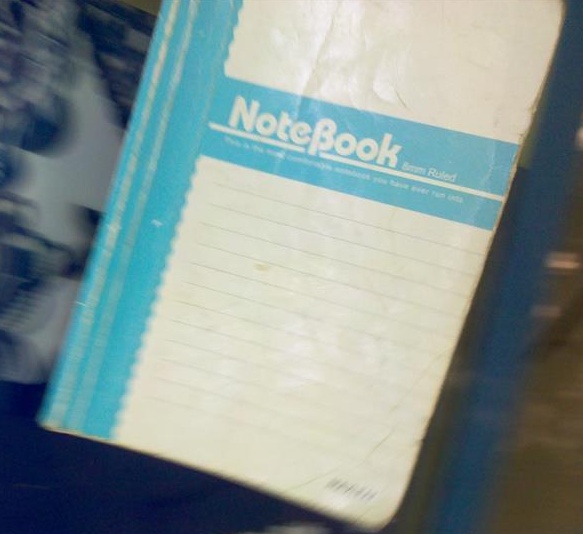 NoteBook 8mm Ruled
This is the most comfortable notebook you have ever run into